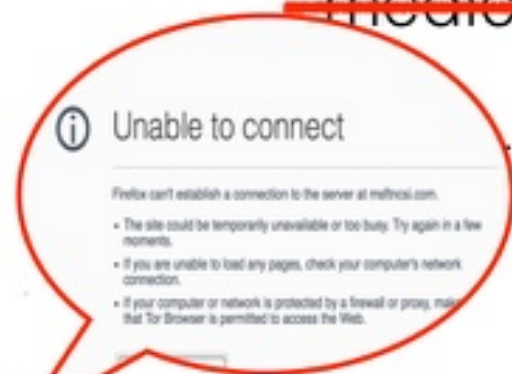 Unable to connect
Firefox can't establish a connection to the server at msftncsi.com.
• The site could be temporarily unavailable or too busy. Try again in a few
moments.
• If you are unable to load any pages, check your computer's network
connection.
• If your computer or network is protected by a firewall or proxy, make
that Tor Browser is permitted to access the Web.